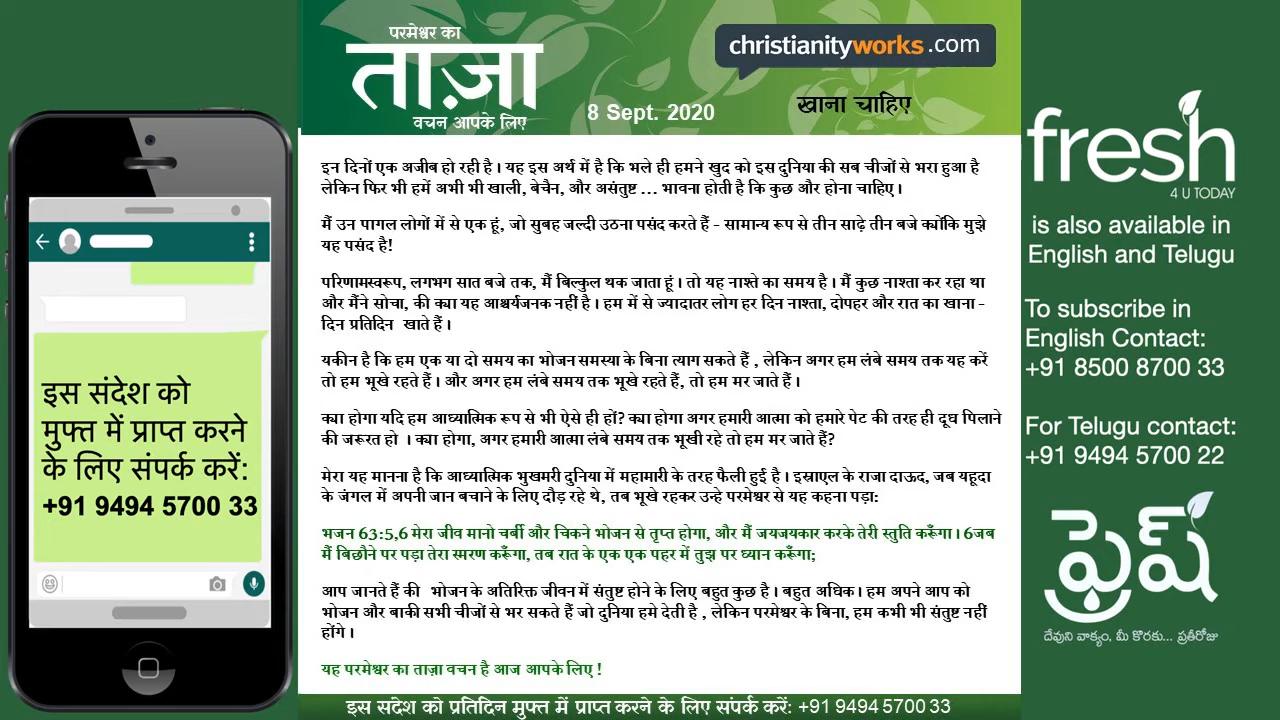 परमेश्वर का
ताज़ा
वचन आपके लिए
8 Sept. 2020
christianityworks.com
खाना चाहिए
इन दिनों एक अजीब हो रही है। यह इस अर्थ में है कि भले ही हमने खुद को इस दुनिया की सब चीजों से भरा हुआ है
लेकिन फिर भी हमें अभी भी खाली, बेचैन, और असंतुष्ट ... भावना होती है कि कुछ और होना चाहिए।
मैं उन पागल लोगों में से एक हूं, जो सुबह जल्दी उठना पसंद करते हैं - सामान्य रूप से तीन साढ़े तीन बजे क्योंकि मुझे
यह पसंद है!
परिणामस्वरूप, लगभग सात बजे तक, मैं बिल्कुल थक जाता हूं। तो यह नाश्ते का समय है। मैं कुछ नाश्ता कर रहा था
और मैंने सोचा, की क्या यह आश्चर्यजनक नहीं है। हम में से ज्यादातर लोग हर दिन नाश्ता, दोपहर और रात का खाना -
दिन प्रतिदिन खाते हैं।
यकीन है कि हम एक या दो समय का भोजन समस्या के बिना त्याग सकते हैं , लेकिन अगर हम लंबे समय तक यह करें
तो हम भूखे रहते हैं। और अगर हम लंबे समय तक भूखे रहते हैं, तो हम मर जाते हैं।
क्या होगा यदि हम आध्यात्मिक रूप से भी ऐसे ही हों? क्या होगा अगर हमारी आत्मा को हमारे पेट की तरह ही दूध पिलाने
की जरूरत हो । क्या होगा, अगर हमारी आत्मा लंबे समय तक भूखी रहे तो हम मर जाते हैं?
मेरा यह मानना है कि आध्यात्मिक भुखमरी दुनिया में महामारी के तरह फैली हुई है। इस्राएल के राजा दाऊद, जब यहूदा
के जंगल में अपनी जान बचाने के लिए दौड़ रहे थे, तब भूखे रहकर उन्हे परमेश्वर से यह कहना पड़ा:
भजन 63:5,6 मेरा जीव मानो चर्बी और चिकने भोजन से तृप्त होगा, और मैं जयजयकार करके तेरी स्तुति करूँगा। 6जब
मैं बिछौने पर पड़ा तेरा स्मरण करूँगा, तब रात के एक एक पहर में तुझ पर ध्यान करूँगा;
आप जानते हैं की भोजन के अतिरिक्त जीवन में संतुष्ट होने के लिए बहुत कुछ है। बहुत अधिक। हम अपने आप को
भोजन और बाकी सभी चीजों से भर सकते हैं जो दुनिया हमे देती है , लेकिन परमेश्वर के बिना, हम कभी भी संतुष्ट नहीं
होंगे।
यह परमेश्वर का ताज़ा वचन है आज आपके लिए !
इस संदेश को प्रतिदिन मुफ्त में प्राप्त करने के लिए संपर्क करें: +91 9494 5700 33
इस संदेश को
मुफ्त में प्राप्त करने
के लिए संपर्क करें:
+91 9494 5700 33
fresh
4 U TODAY
is also available in
English and Telugu
To subscribe in
English Contact:
+91 8500 8700 33
For Telugu contact:
+91 9494 5700 22
ఫ్రెష్
దేవుని వాక్యం, మీ కొరకు... ప్రతీరోజు